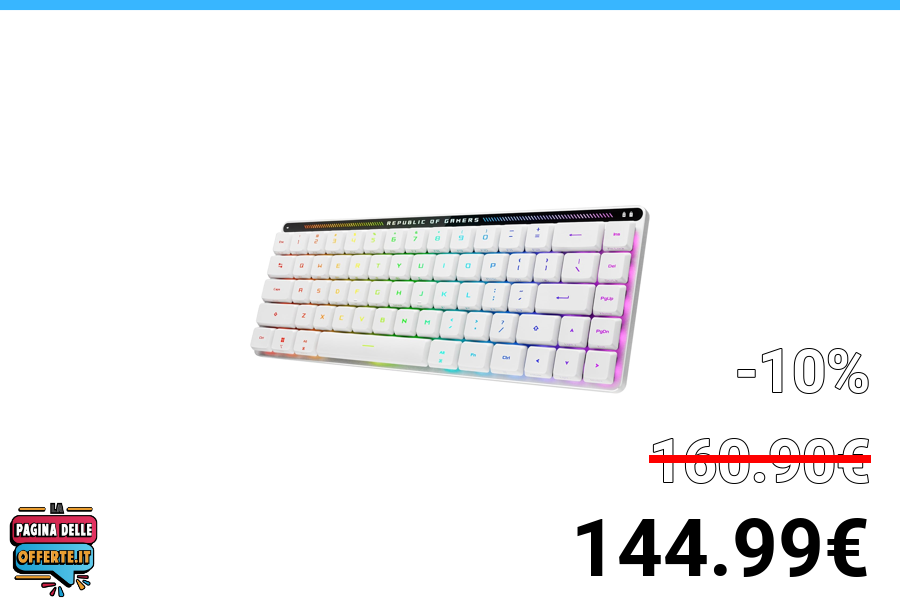 REPUBLIC OF GAMERS
-10%
160.90€
144.99€
LA
PAGINA DELLE
OFFERTE.IT